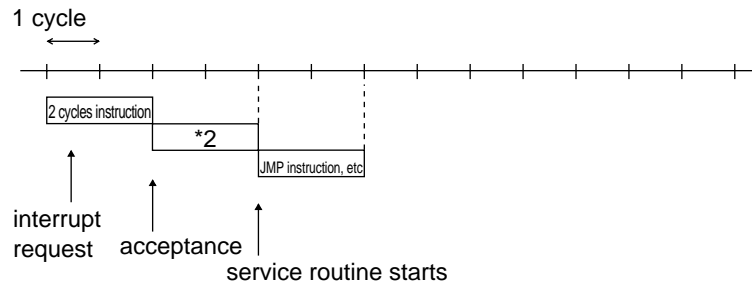 1 cycle
2 cycles instruction
*2
JMP instruction, etc
interrupt
request
acceptance
service routine starts